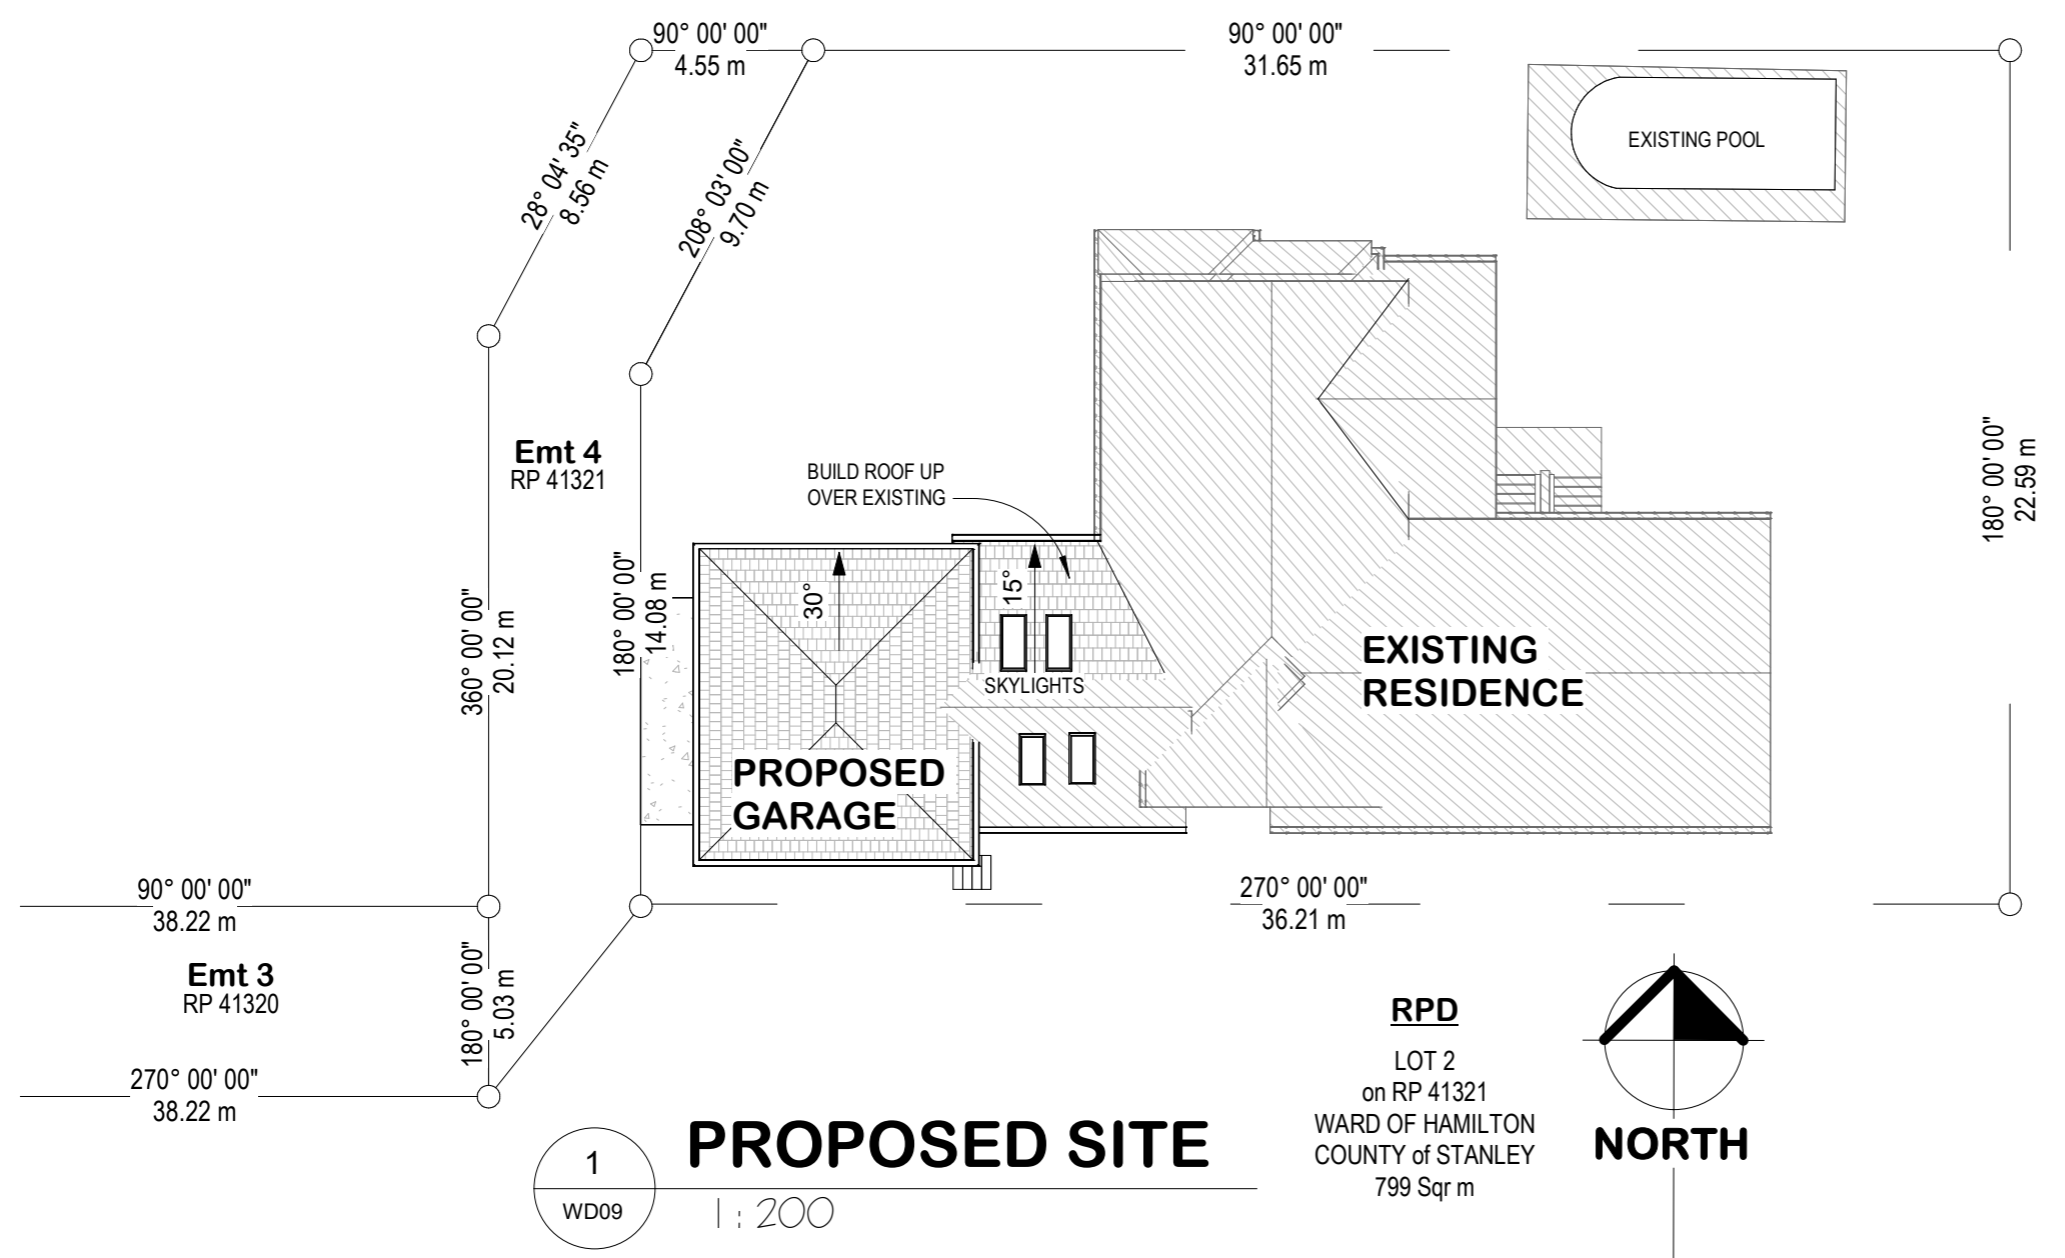 90° 00' 00"
4.55 m
90° 00' 00"
31.65 m
28° 04' 35"
8.56 m
208° 03' 00"
9.70 m
EXISTING POOL
180° 00' 00"
22.59 m
Emt 4
RP 41321
BUILD ROOF UP
OVER EXISTING
360° 00' 00"
20.12 m
180° 00' 00"
14.08 m
30°
15°
SKYLIGHTS
EXISTING
RESIDENCE
PROPOSED
GARAGE
90° 00' 00"
38.22 m
270° 00' 00"
36.21 m
Emt 3
RP 41320
180° 00' 00"
5.03 m
270° 00' 00"
38.22 m
RPD
LOT 2
on RP 41321
WARD OF HAMILTON
COUNTY of STANLEY
799 Sqr m
NORTH
1
WD09
PROPOSED SITE
1 : 200